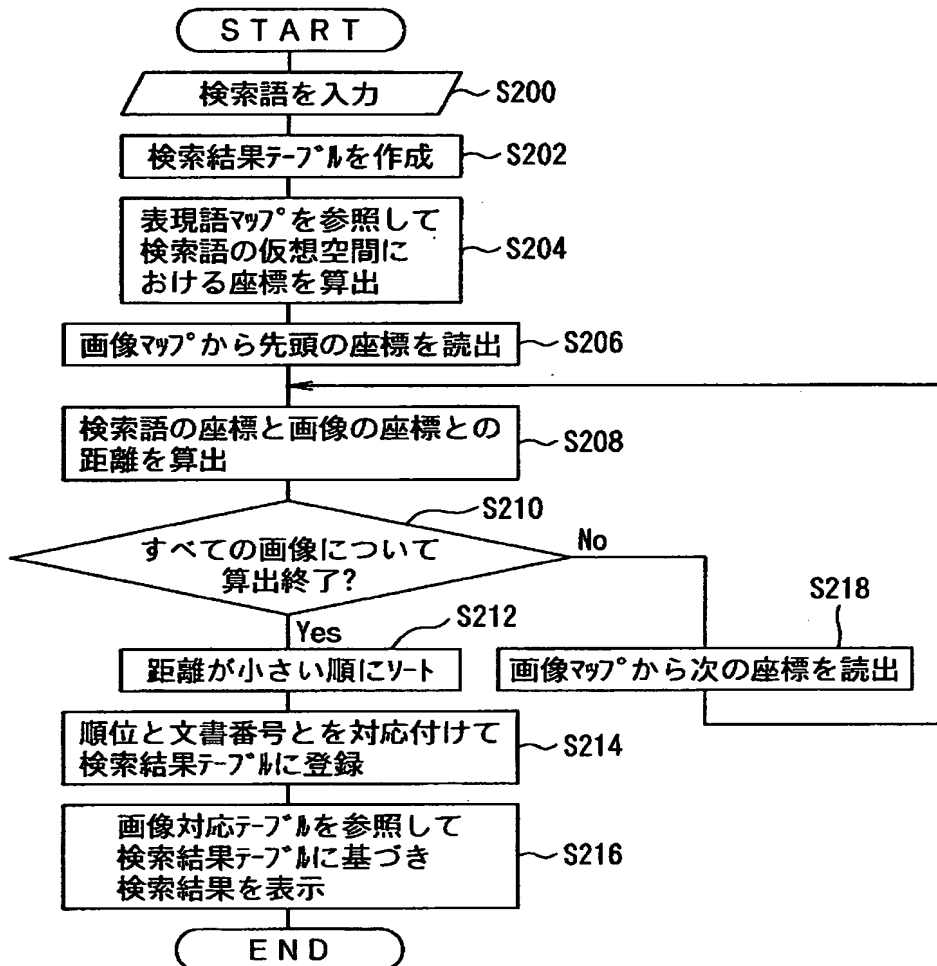 START
検索語を入力
S200
検索結果ﾃｰﾌﾞﾙを作成
S202
表現語ﾏｯﾌﾟを参照して
検索語の仮想空間に
おける座標を算出
S204
画像ﾏｯﾌﾟから先頭の座標を読出
S206
検索語の座標と画像の座標との
距離を算出
S208
S210
すべての画像について
算出終了?
No
Yes
S212
距離が小さい順にｿｰﾄ
S218
画像ﾏｯﾌﾟから次の座標を読出
順位と文書番号とを対応付けて
検索結果ﾃｰﾌﾞﾙに登録
S214
画像対応ﾃｰﾌﾞﾙを参照して
検索結果ﾃｰﾌﾞﾙに基づき
検索結果を表示
S216
END